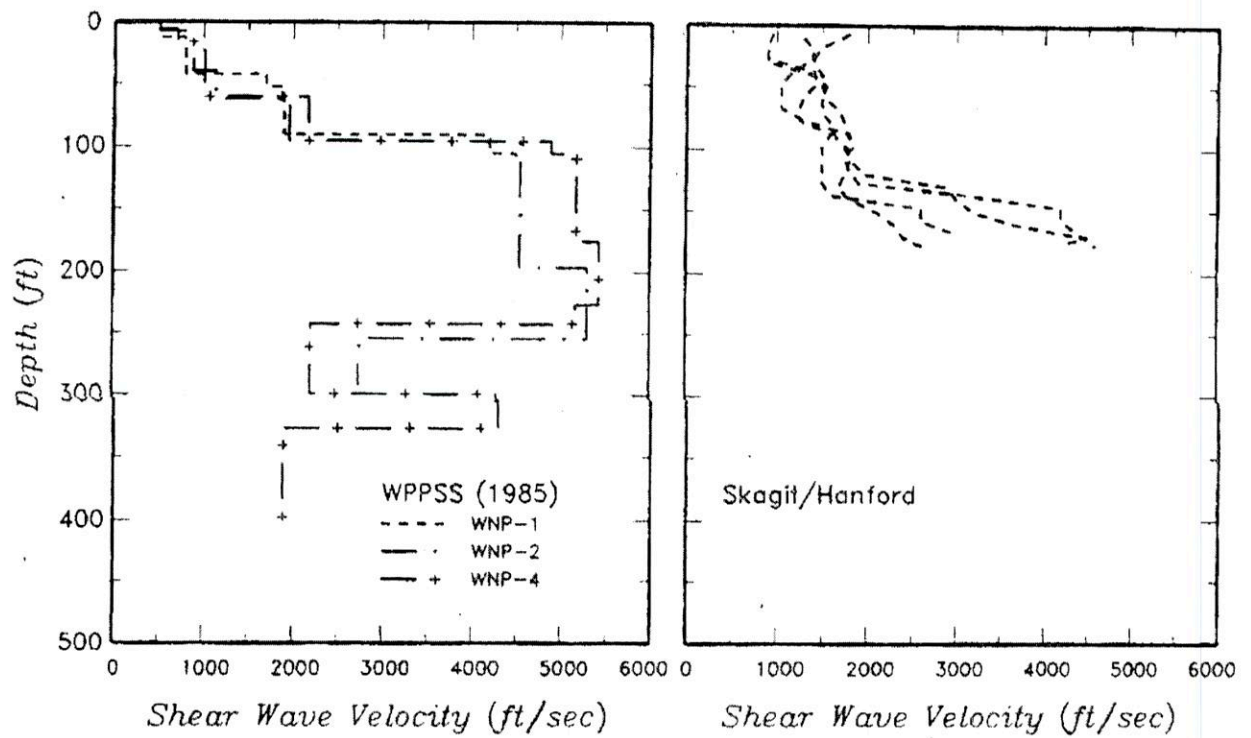 0
100
200
300
400
500
Depth (ft)
WPPSS (1985)
WNP-1
WNP-2
WNP-4
0 1000 2000 3000 4000 5000 6000
Shear Wave Velocity (ft/sec)
Skagit/Hanford
0 1000 2000 3000 4000 5000 6000
Shear Wave Velocity (ft/sec)